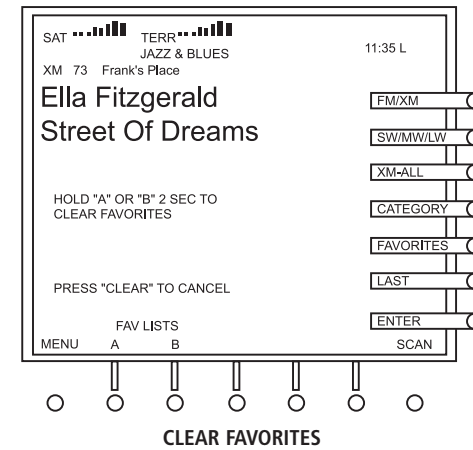 SAT TERR
JAZZ & BLUES
11:35 L
XM 73 Frank's Place
Ella Fitzgerald
Street Of Dreams
FM/XM
SW/MW/LW
XM-ALL
CATEGORY
FAVORITES
LAST
ENTER
HOLD "A" OR "B" 2 SEC TO
CLEAR FAVORITES
PRESS "CLEAR" TO CANCEL
FAV LISTS
MENU A B SCAN
CLEAR FAVORITES